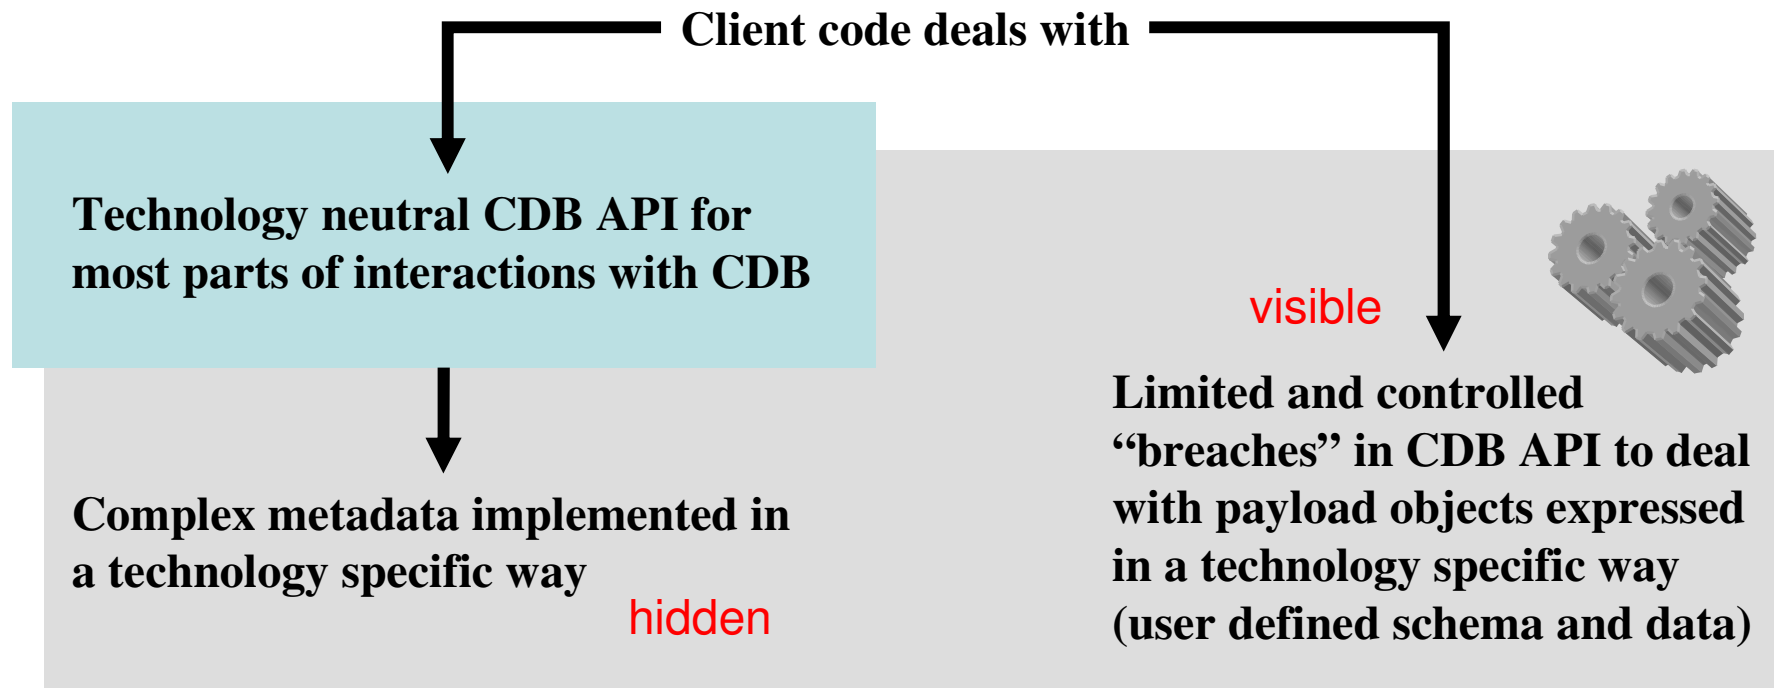 Client code deals with
Technology neutral CDB API for
most parts of interactions with CDB
visible
Limited and controlled
“breaches” in CDB API to deal
with payload objects expressed
in a technology specific way
(user defined schema and data)
Complex metadata implemented in
a technology specific way
hidden